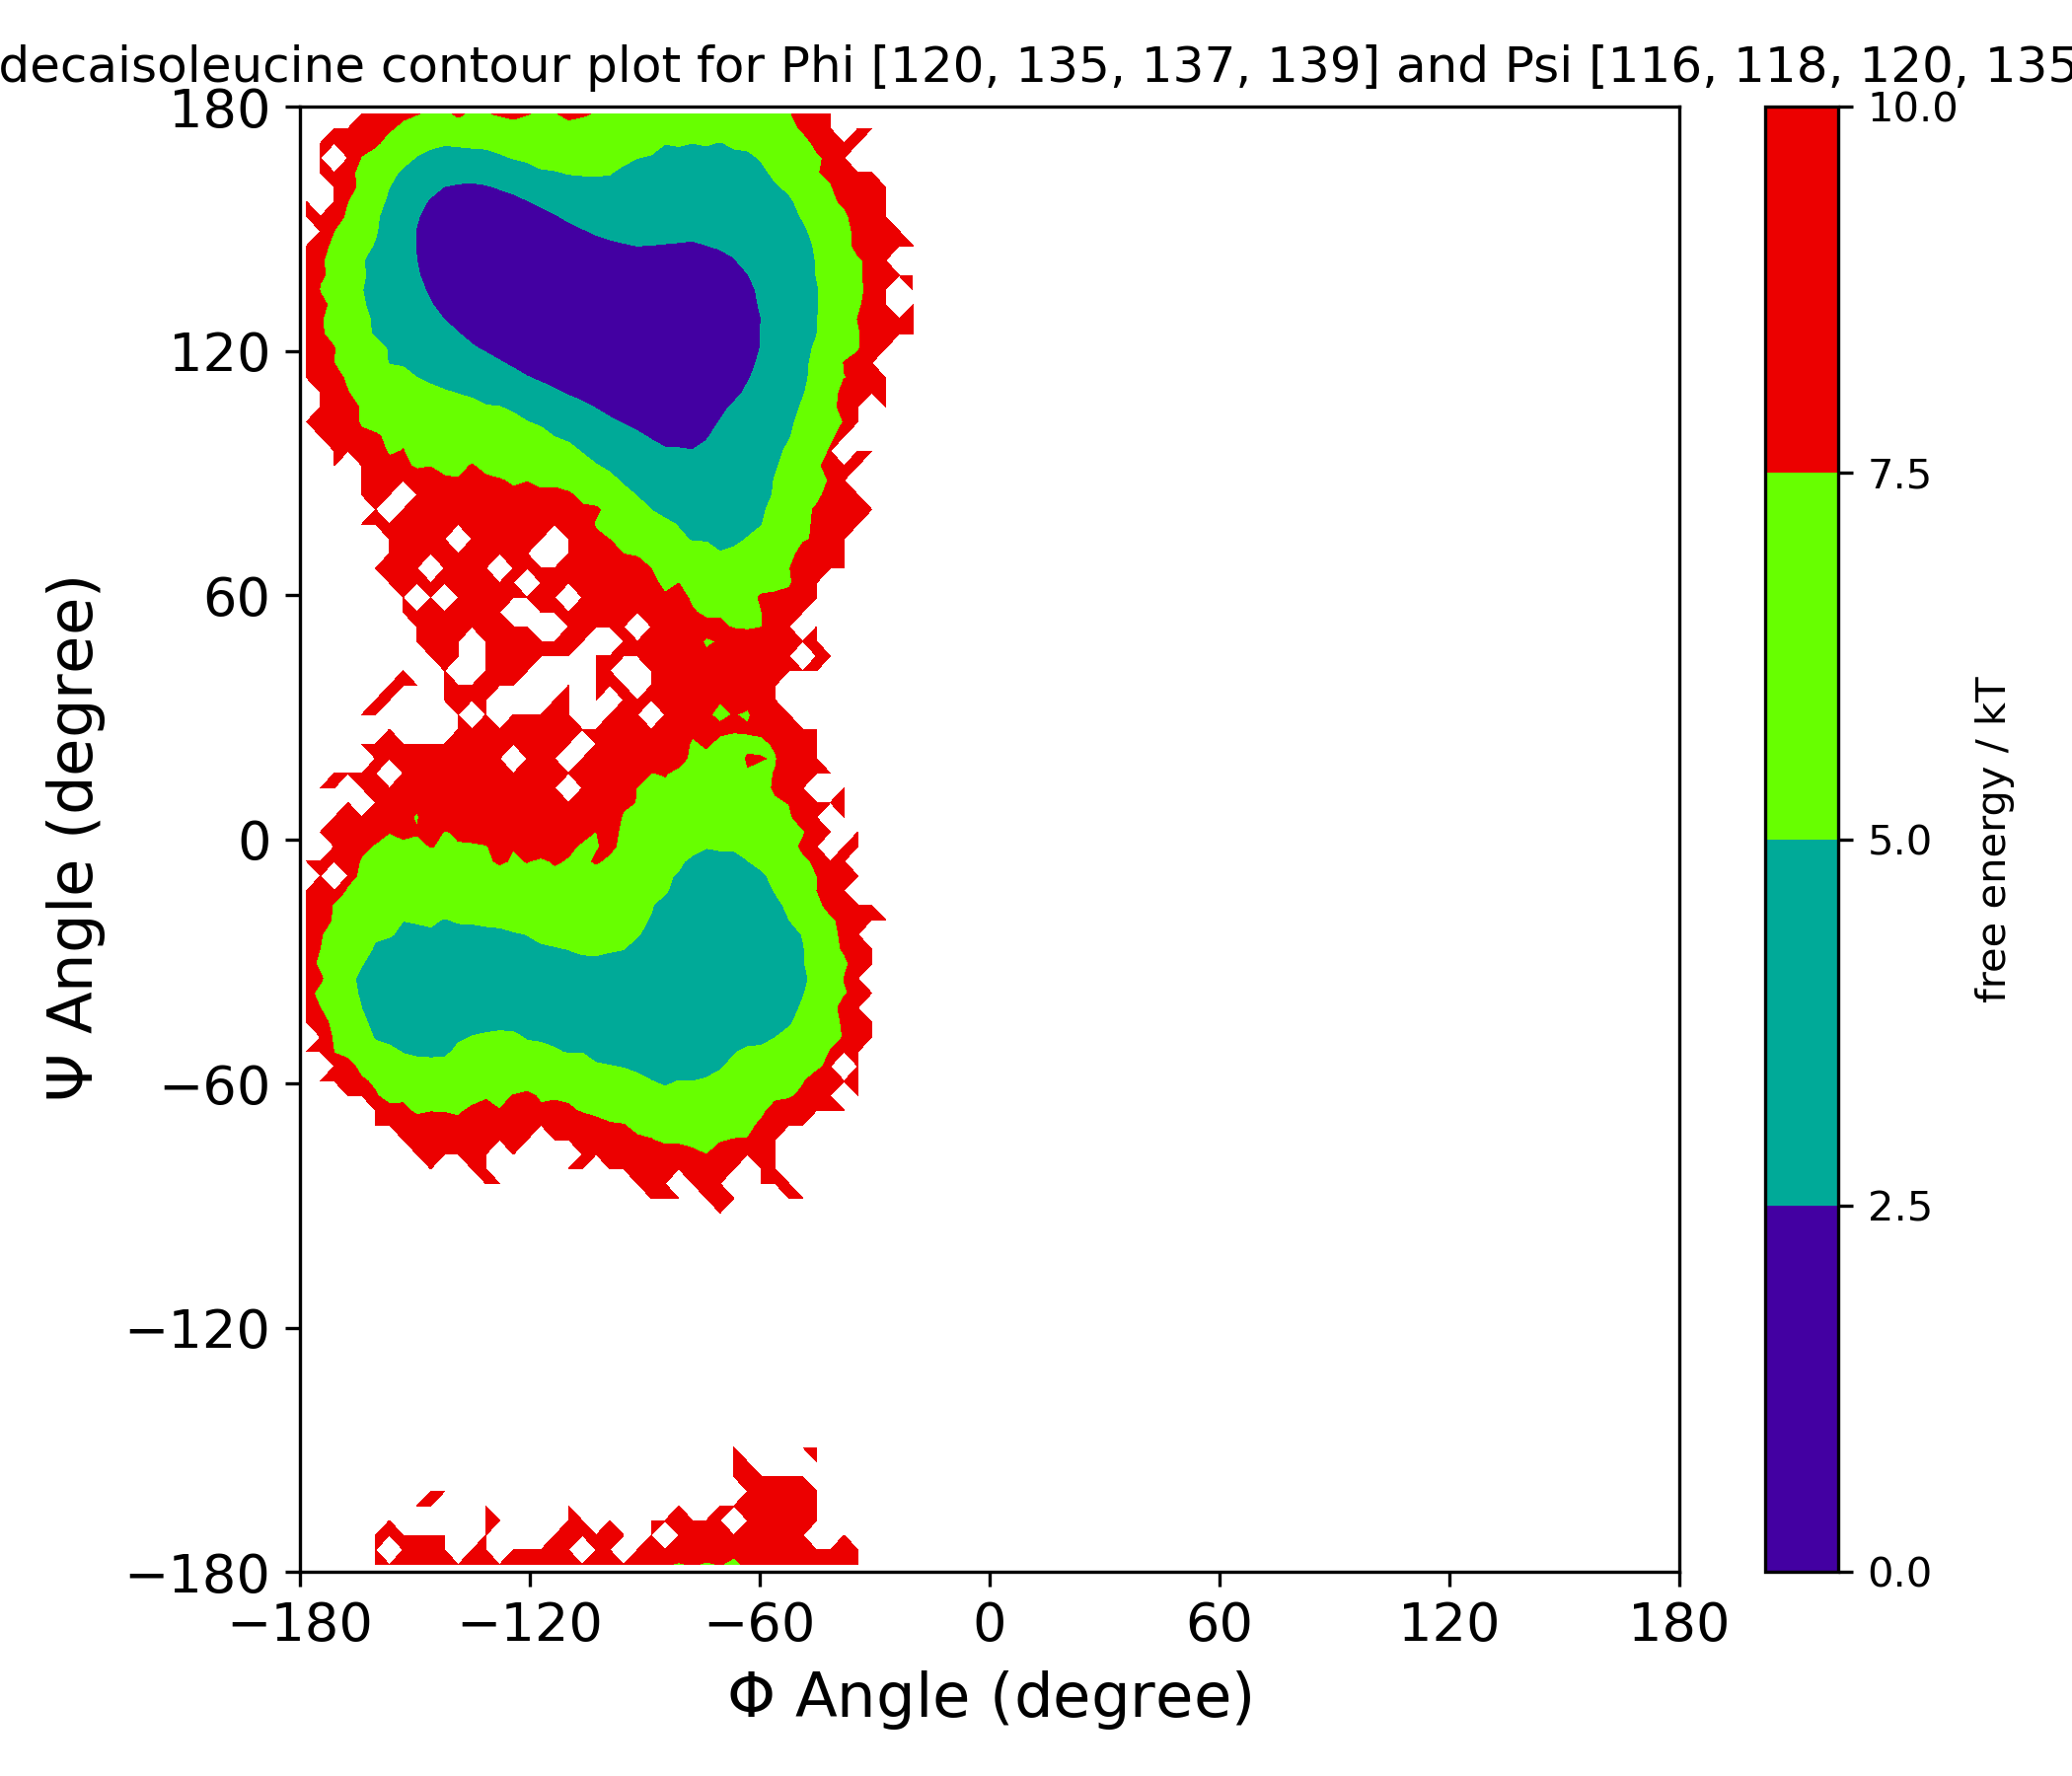 decaisoleucine contour plot for Phi [120, 135, 137, 139] and Psi [116, 118, 120, 135
180
120
60
0
−60
−120
−180
Ψ Angle (degree)
−180 −120 −60 0 60 120 180
Φ Angle (degree)
10.0
7.5
5.0
2.5
0.0
free energy / kT